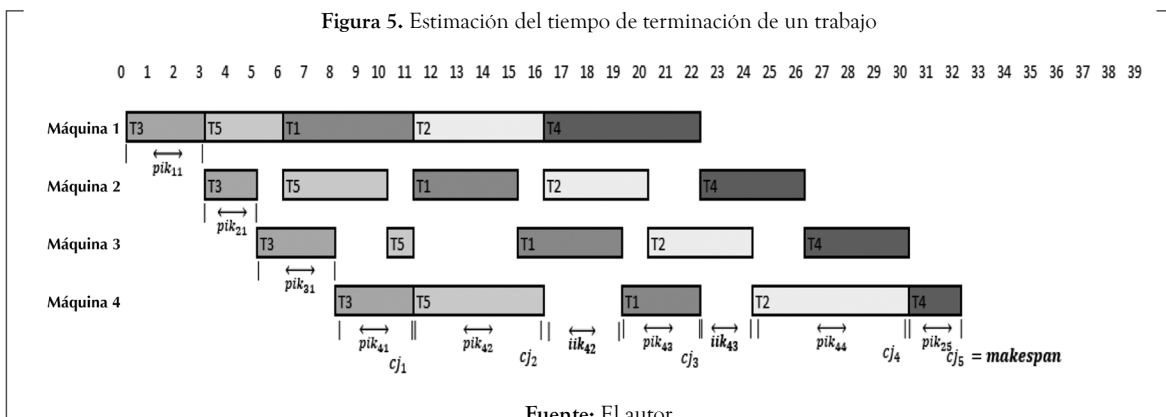 Figura 5. Estimación del tiempo de terminación de un trabajo
0 1 2 3 4 5 6 7 8 9 10 11 12 13 14 15 16 17 18 19 20 21 22 23 24 25 26 27 28 29 30 31 32 33 34 35 36 37 38 39
Máquina 1 T3 T5 T1 T2 T4
pik11
Máquina 2 T3 T5 T1 T2 T4
pik21
Máquina 3 T3 T5 T1 T2 T4
pik31
Máquina 4 T3 T5 T1 T2 T4
pik41 pik42 iik42 pik43 iik43 pik44 pik25
cj1 cj2 cj3 cj4 cj5 = makespan
Fuente: El autor